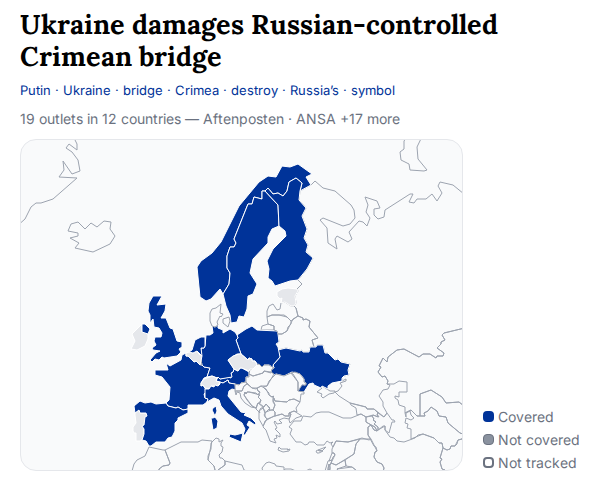 Ukraine damages Russian-controlled
Crimean bridge
Putin · Ukraine · bridge · Crimea · destroy · Russia’s · symbol
19 outlets in 12 countries — Aftenposten · ANSA +17 more
Covered
Not covered
Not tracked